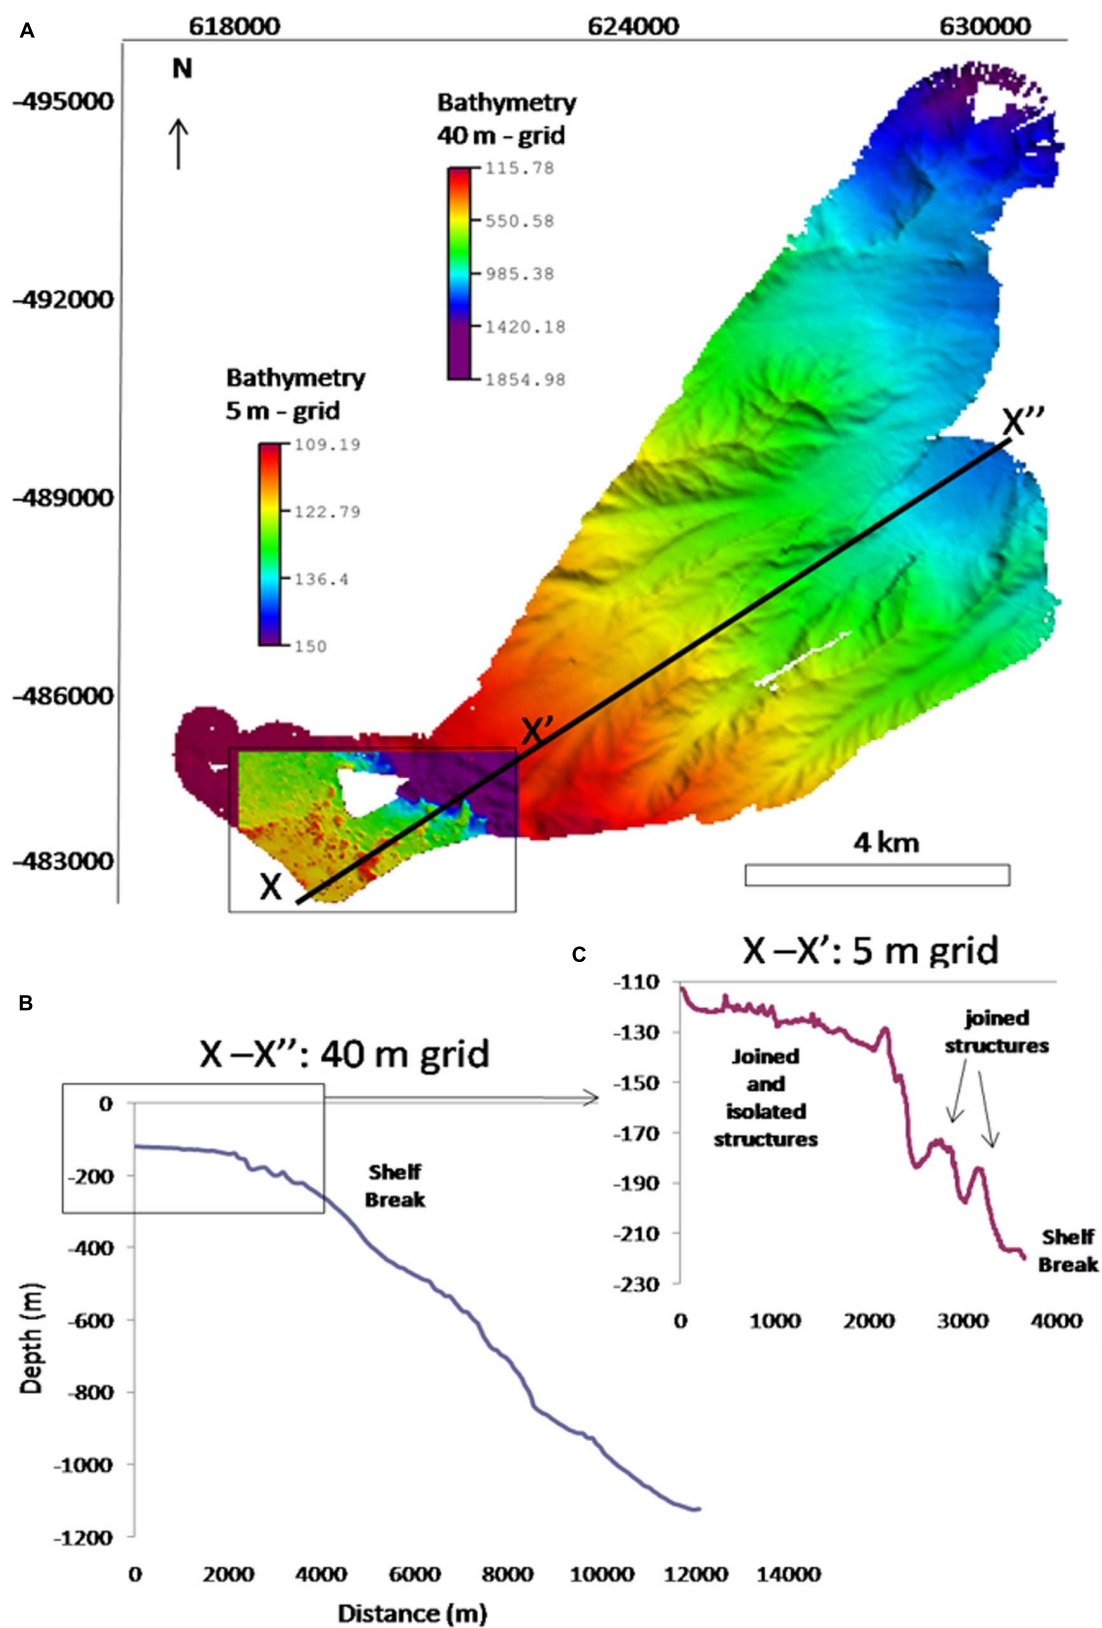 A
618000 624000 630000
N
-495000
-492000
-489000
-486000
-483000
Bathymetry
40 m - grid
115.78
550.58
985.38
1420.18
1854.98
Bathymetry
5 m - grid
109.19
122.79
136.4
150
X''
X'
X
4 km
B
X –X'': 40 m grid
0
-200
-400
-600
-800
-1000
-1200
Depth (m)
Shelf
Break
0 2000 4000 6000 8000 10000 12000 14000
Distance (m)
C
X –X': 5 m grid
-110
-130
-150
-170
-190
-210
-230
Joined
and
isolated
structures
joined
structures
Shelf
Break
0 1000 2000 3000 4000